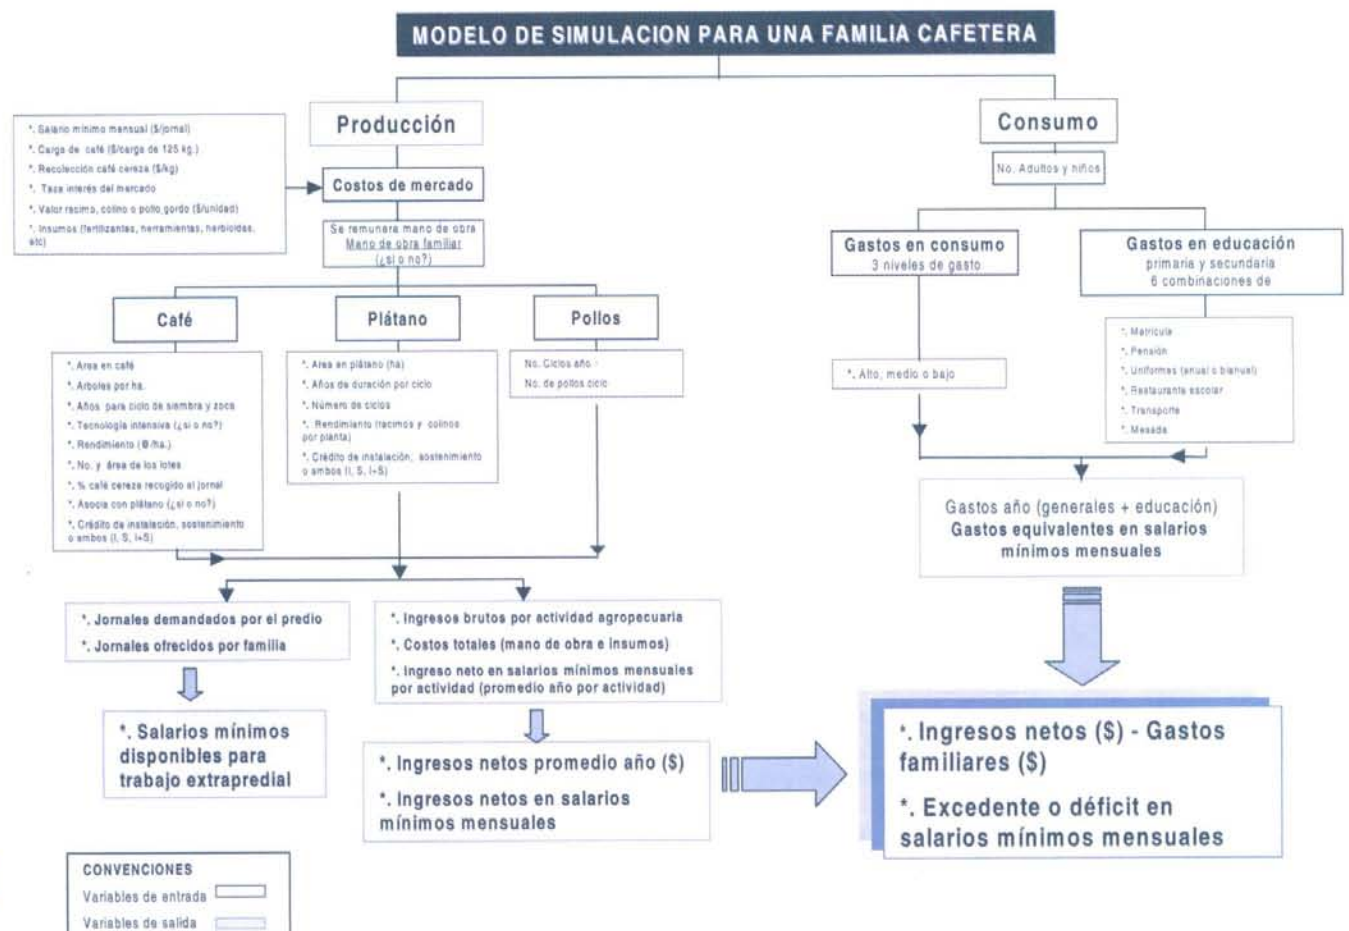 MODELO DE SIMULACION PARA UNA FAMILIA CAFETERA
*. Salario mínimo mensual ($/jornal)
*. Carga de café ($/carga de 125 kg.)
*. Recolección café cereza ($/kg)
*. Tasa interés del mercado
*. Valor racimo, colino o pollo gordo ($/unidad)
*. Insumos (fertilizantes, herramientas, herbicidas,
etc)
Producción
Costos de mercado
Se remunera mano de obra
Mano de obra familiar
(¿si o no?)
Café
*. Area en café
*. Arboles por ha.
*. Años para ciclo de siembra y zoca
*. Tecnología intensiva (¿si o no?)
*. Rendimiento (@/ha.)
*. No. y área de los lotes
*. % café cereza recogido al jornal
*. Asocia con plátano (¿si o no?)
*. Crédito de instalación, sostenimiento
o ambos (I, S, I+S)
Plátano
*. Area en plátano (ha)
*. Años de duración por ciclo
*. Número de ciclos
*. Rendimiento (racimos y colinos
por planta)
*. Crédito de instalación, sostenimiento
o ambos (I, S, I+S)
Pollos
No. Ciclos año -
No. de pollos ciclo
*. Jornales demandados por el predio
*. Jornales ofrecidos por familia
*. Salarios mínimos
disponibles para
trabajo extrapredial
*. Ingresos brutos por actividad agropecuaria
*. Costos totales (mano de obra e insumos)
*. Ingreso neto en salarios mínimos mensuales
por actividad (promedio año por actividad)
*. Ingresos netos promedio año ($)
*. Ingresos netos en salarios
mínimos mensuales
Consumo
No. Adultos y niños
Gastos en consumo
3 niveles de gasto
*. Alto, medio o bajo
Gastos en educación
primaria y secundaria
6 combinaciones de
*. Matrícula
*. Pensión
*. Uniformes (anual o bianual)
*. Restaurante escolar
*. Transporte
*. Mesada
Gastos año (generales + educación)
Gastos equivalentes en salarios
mínimos mensuales
*. Ingresos netos ($) - Gastos
familiares ($)
*. Excedente o déficit en
salarios mínimos mensuales
CONVENCIONES
Variables de entrada
Variables de salida